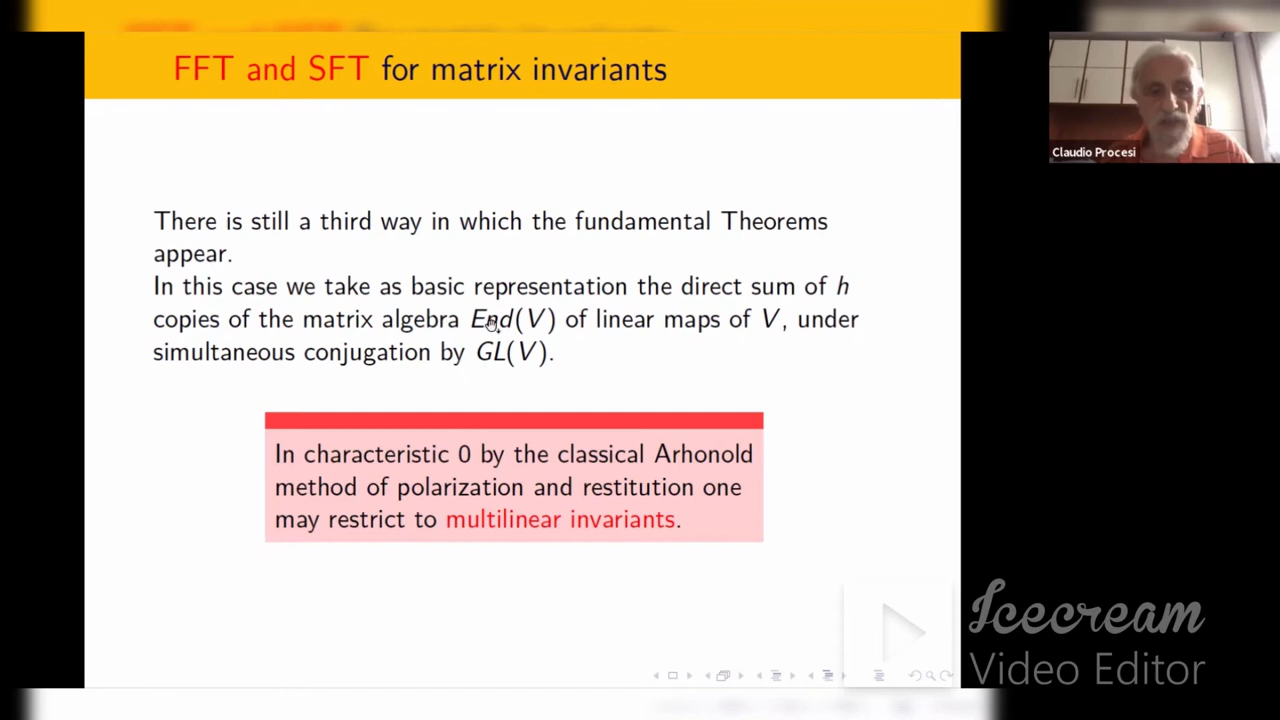 FFT and SFT for matrix invariants
Claudio Procesi
There is still a third way in which the fundamental Theorems
appear.
In this case we take as basic representation the direct sum of h
copies of the matrix algebra End(V) of linear maps of V, under
simultaneous conjugation by GL(V).
In characteristic 0 by the classical Arhonold
method of polarization and restitution one
may restrict to multilinear invariants.
Icecream
Video Editor